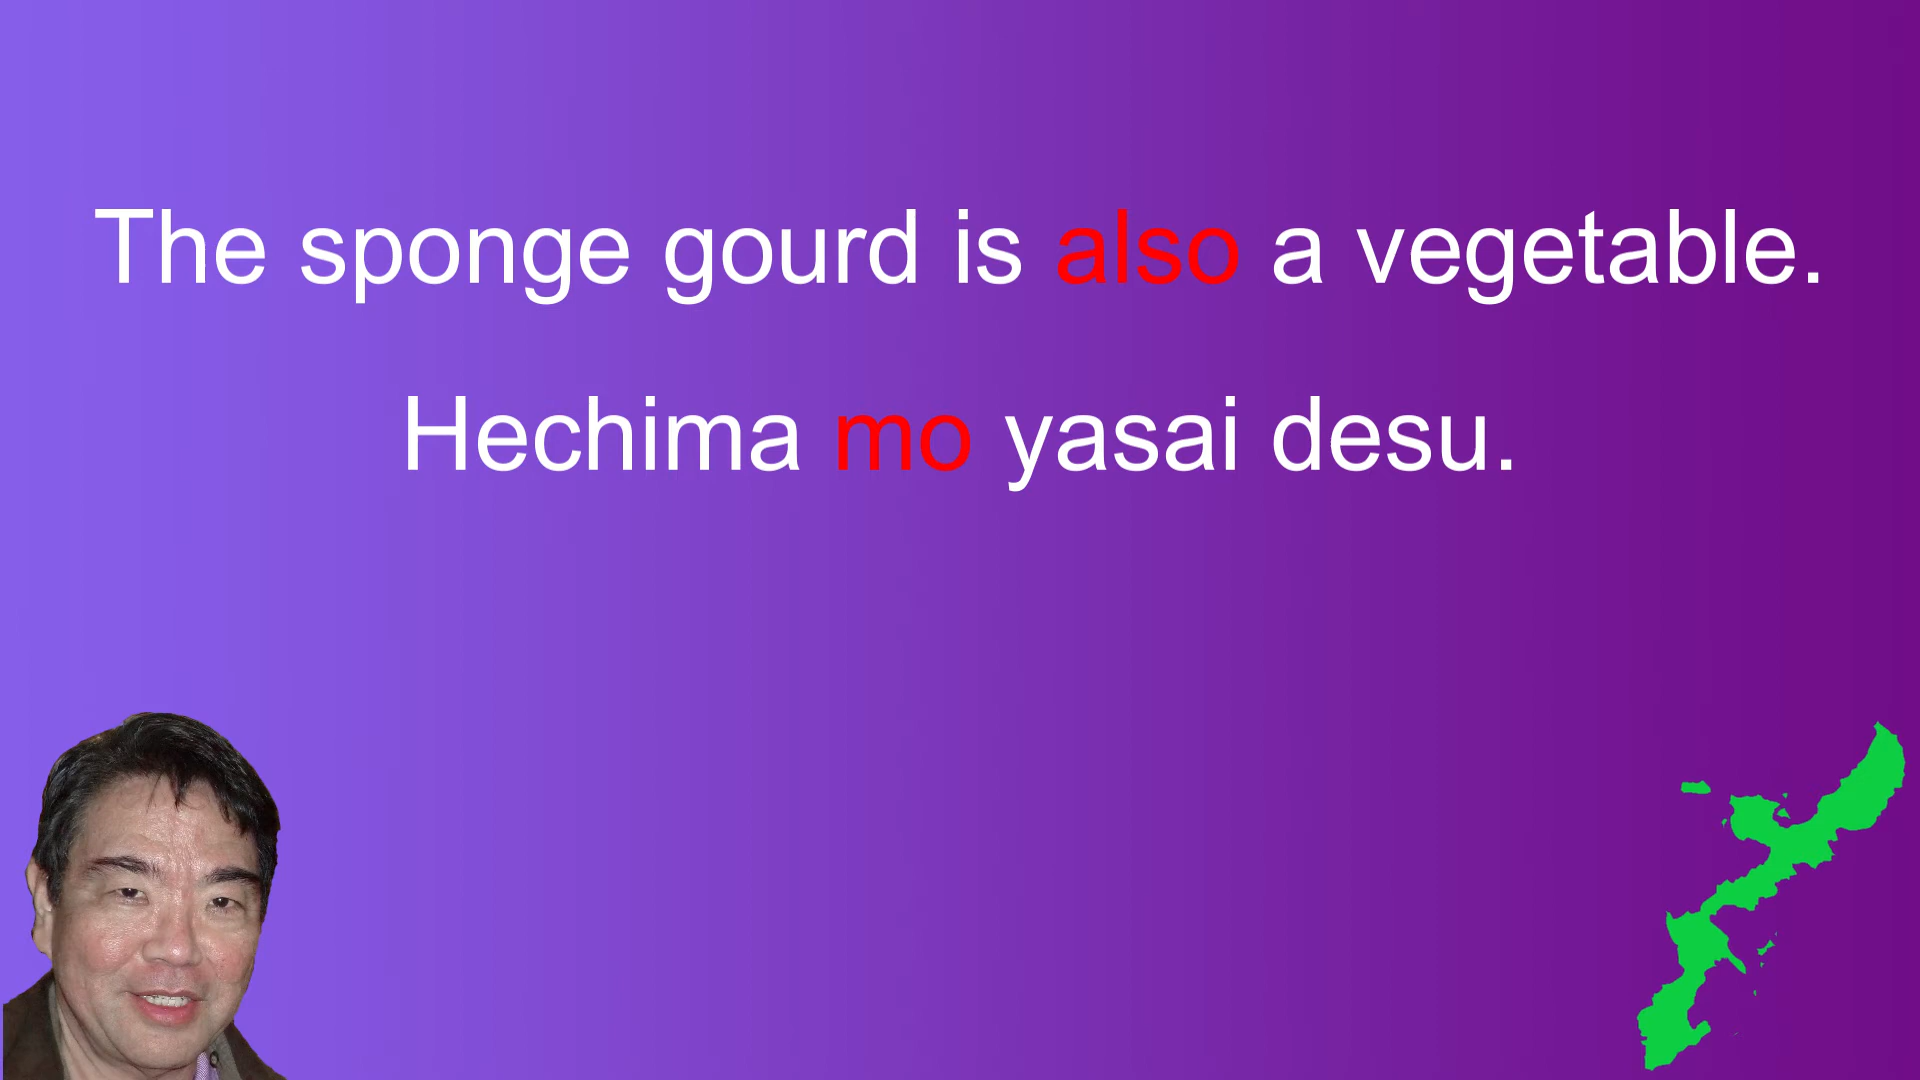 The sponge gourd is also a vegetable.
Hechima mo yasai desu.